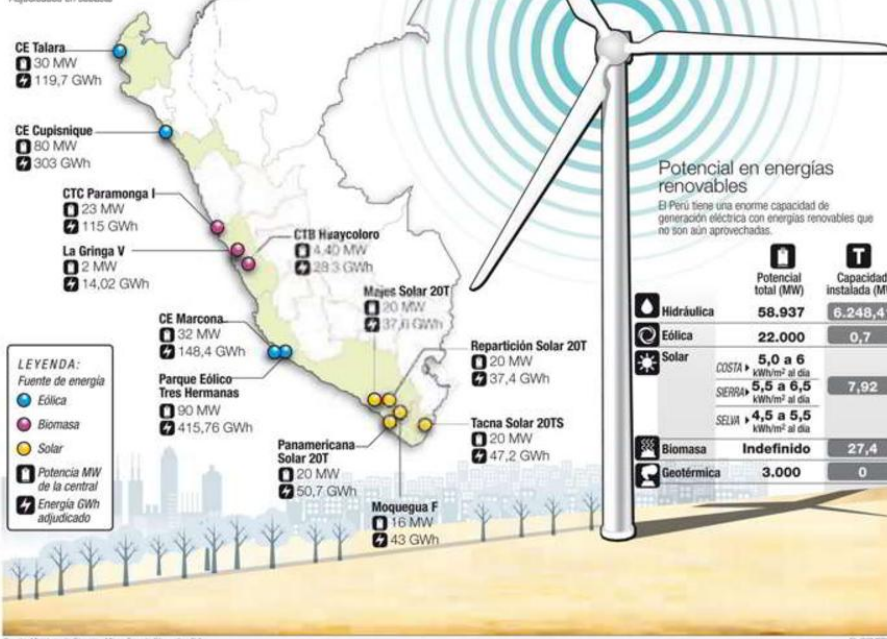 CE Talara
30 MW
119,7 GWh
CE Cupisnique
80 MW
303 GWh
CTC Paramonga I
23 MW
115 GWh
La Gringa V
2 MW
14,02 GWh
CTB Huaycoloro
4,40 MW
28,3 GWh
Majes Solar 20T
20 MW
37,6 GWh
CE Marcona
32 MW
148,4 GWh
Parque Eólico
Tres Hermanas
90 MW
415,76 GWh
Repartición Solar 20T
20 MW
37,4 GWh
Tacna Solar 20TS
20 MW
47,2 GWh
Panamericana
Solar 20T
20 MW
50,7 GWh
Moquegua F
16 MW
43 GWh
LEYENDA:
Fuente de energía
Eólica
Biomasa
Solar
Potencia MW
de la central
Energía GWh
adjudicado
Potencial en energías
renovables
El Perú tiene una enorme capacidad de
generación eléctrica con energías renovables que
no son aún aprovechadas.
T
Potencial
total (MW)
Capacidad
instalada
Hidráulica 58.937 6.248,4
Eólica 22.000 0,7
Solar
COSTA 5,0 a 6
kWh/m² al día
SIERRA 5,5 a 6,5
kWh/m² al día
7,92
SELVA 4,5 a 5,5
kWh/m² al día
Biomasa Indefinido 27,4
Geotérmica 3.000 0